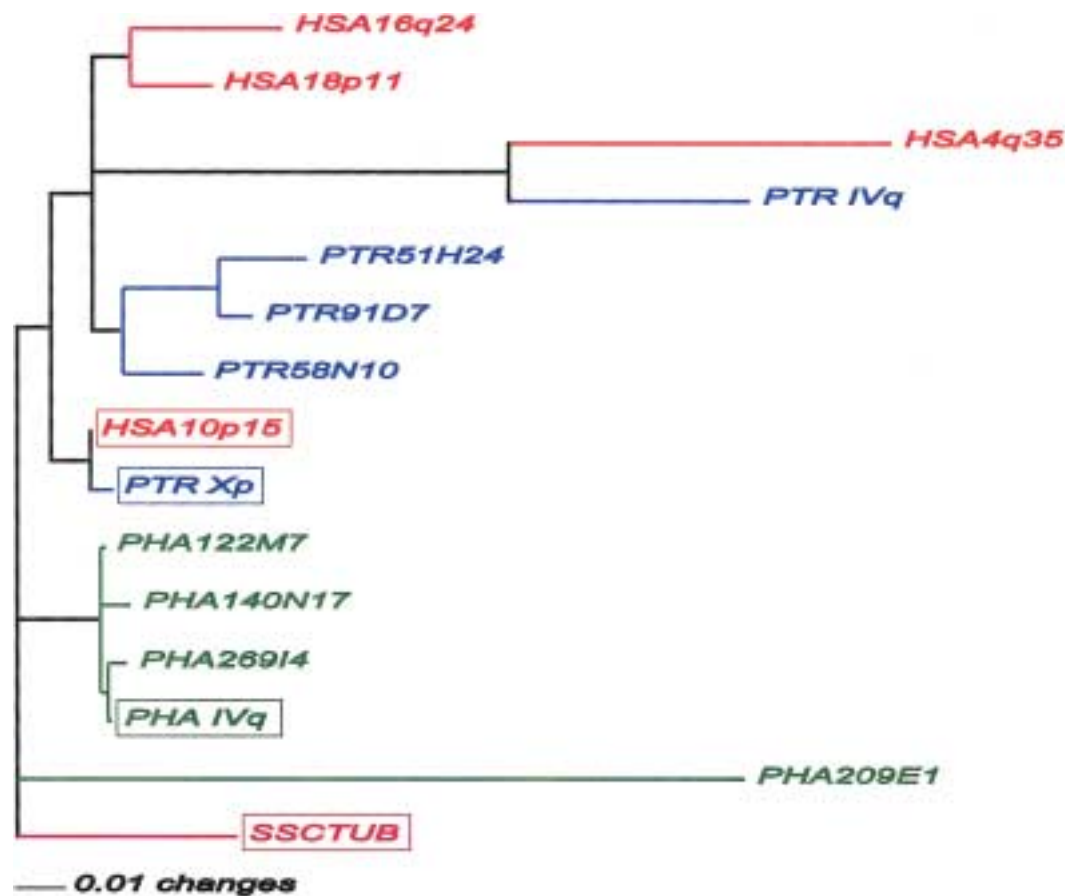 HSA16q24
HSA18p11
HSA4q35
PTR IVq
PTR51H24
PTR91D7
PTR58N10
HSA10p15
PTR Xp
PHA122M7
PHA140N17
PHA269I4
PHA IVq
PHA209E1
SSCTUB
0.01 changes